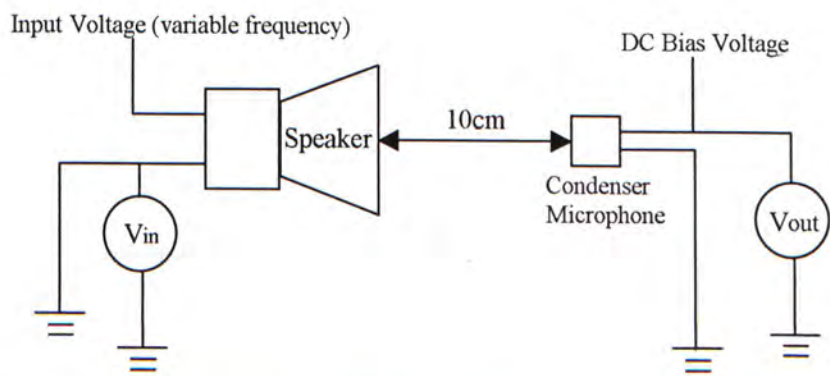 Input Voltage (variable frequency)
DC Bias Voltage
Speaker
10cm
Condenser
Microphone
Vin
Vout